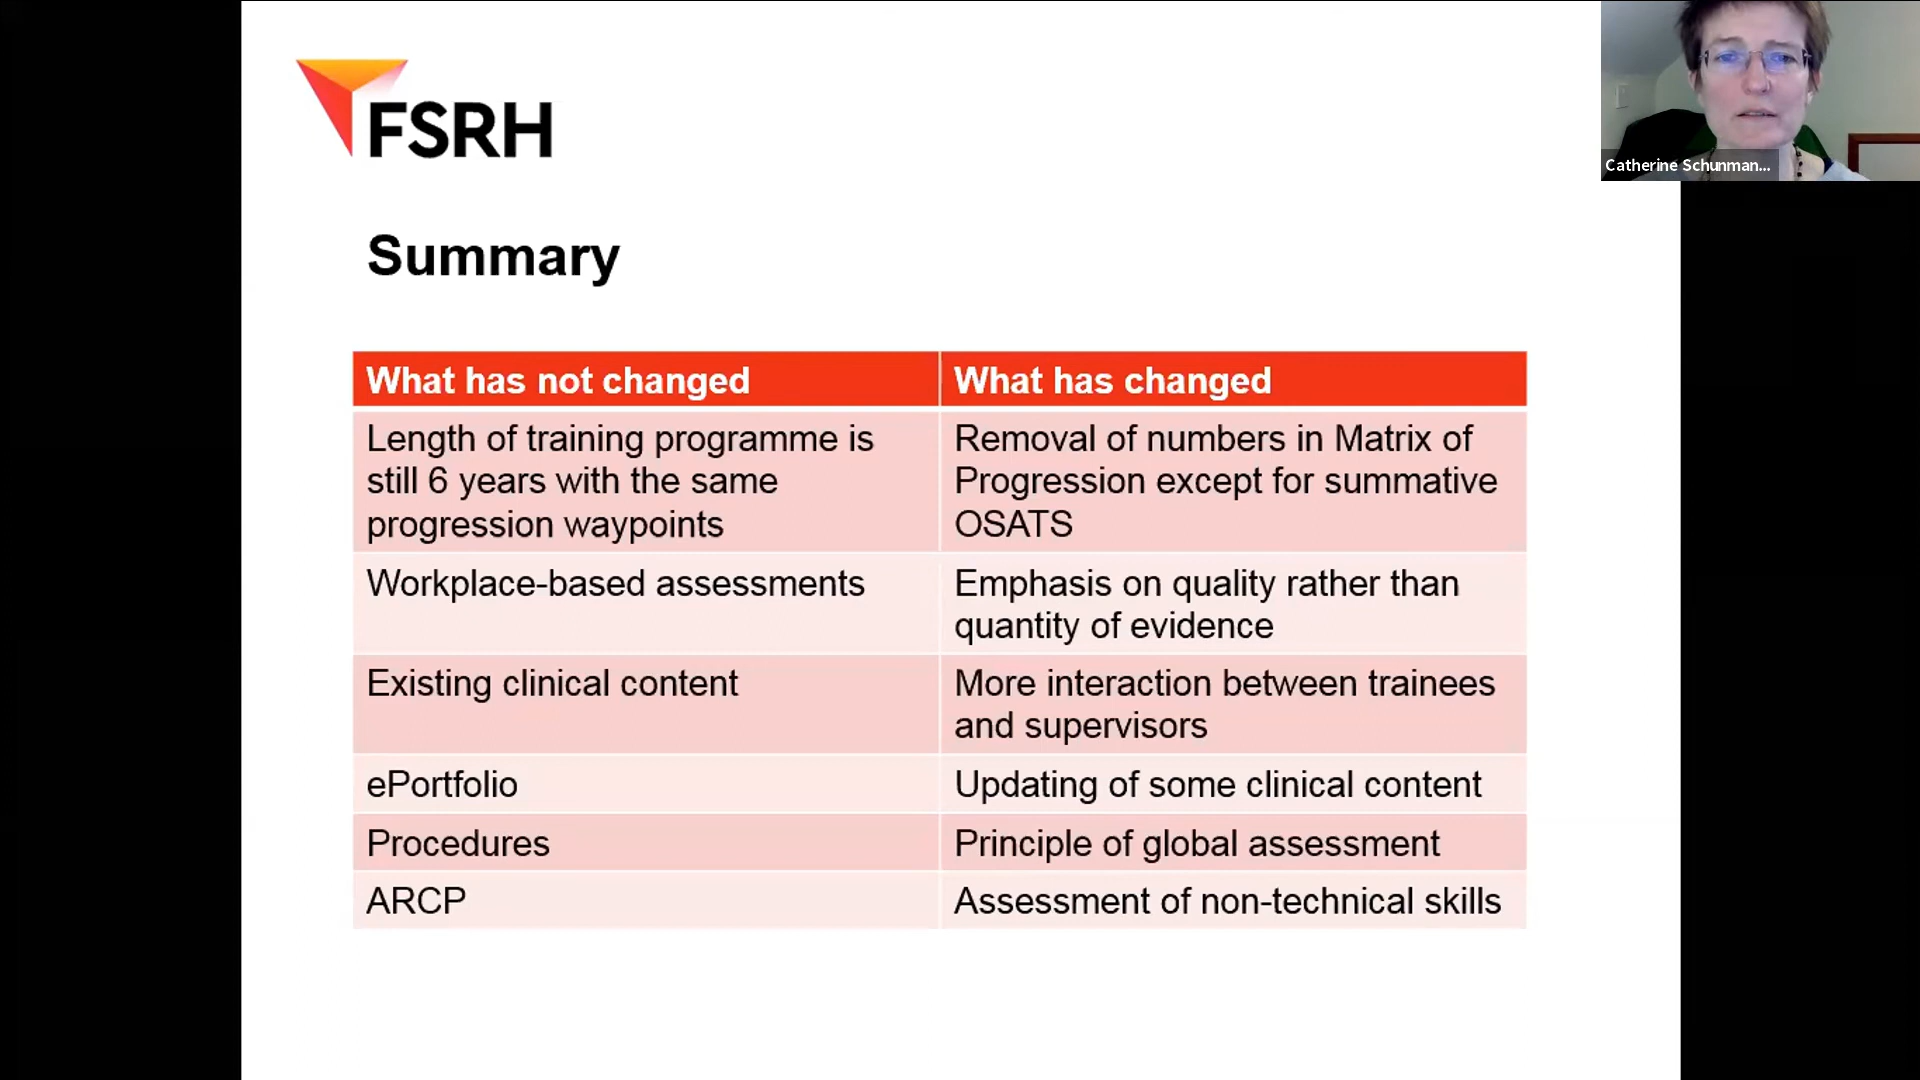 FSRH
Catherine Schunman...
Summary
What has not changed
What has changed
Length of training programme is
still 6 years with the same
progression waypoints
Removal of numbers in Matrix of
Progression except for summative
OSATS
Workplace-based assessments
Emphasis on quality rather than
quantity of evidence
Existing clinical content
More interaction between trainees
and supervisors
ePortfolio
Updating of some clinical content
Procedures
Principle of global assessment
ARCP
Assessment of non-technical skills